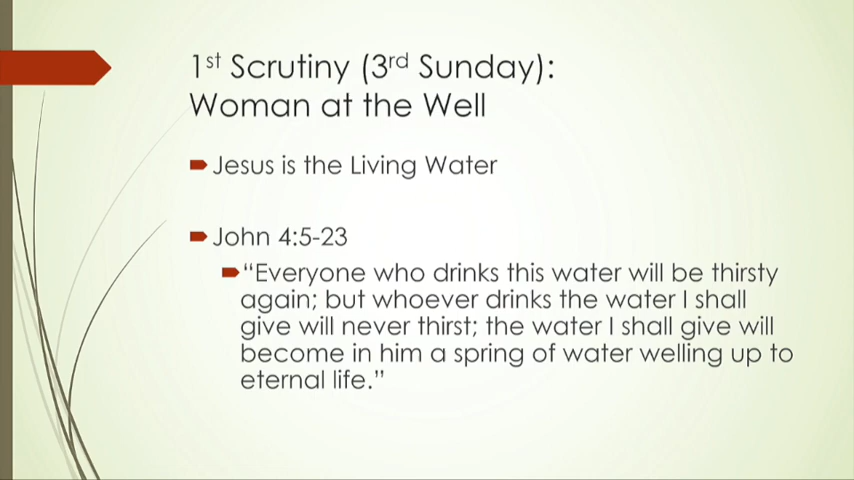 1st Scrutiny (3rd Sunday):
Woman at the Well
Jesus is the Living Water
John 4:5-23
“Everyone who drinks this water will be thirsty
again; but whoever drinks the water I shall
give will never thirst; the water I shall give will
become in him a spring of water welling up to
eternal life.”